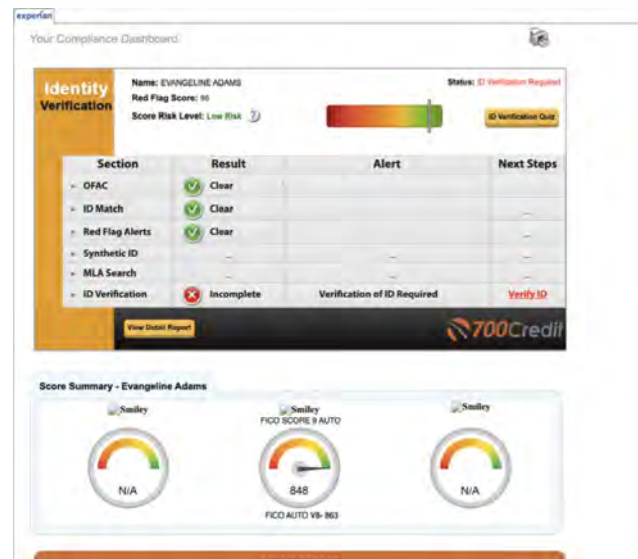 experian
Your Compliance Dashboard
Identity Verification
Name: EVANGELINE ADAMS
Red Flag Score: 96
Score Risk Level: Low Risk ?
Status: ID Verification Required
ID Verification Quiz
Section Result Alert Next Steps
OFAC Clear
ID Match Clear --
Red Flag Alerts Clear --
Synthetic ID -- --
MLA Search -- -- --
ID Verification Incomplete Verification of ID Required Verify ID
View Detail Report
700Credit
Score Summary - Evangeline Adams
Smiley Smiley Smiley
FICO SCORE 9 AUTO
N/A 848 N/A
FICO AUTO V8- 863